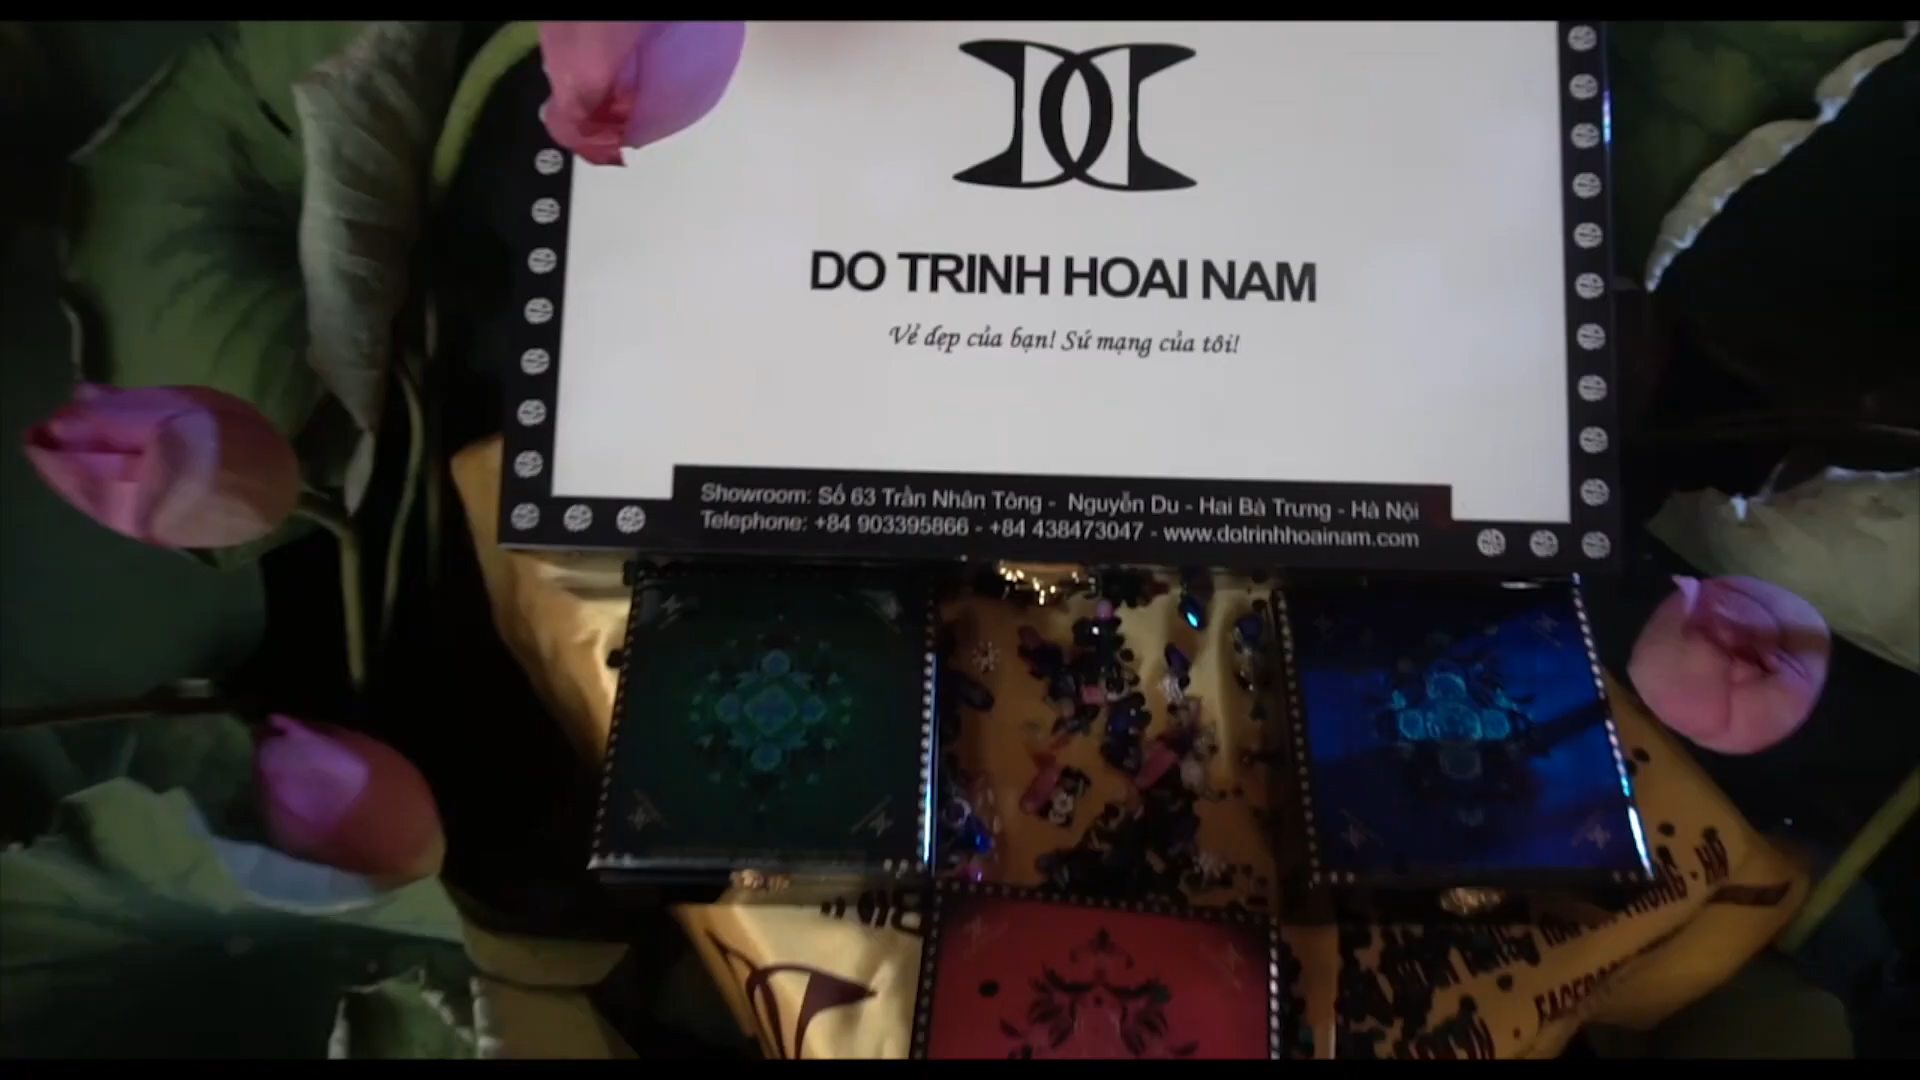 DO TRINH HOAI NAM
Vẻ đẹp của bạn! Sứ mạng của tôi!
Showroom: Số 63 Trần Nhân Tông - Nguyễn Du - Hai Bà Trưng - Hà Nội
Telephone: +84 903395866 - +84 438473047 - www.dotrinhhoainam.com